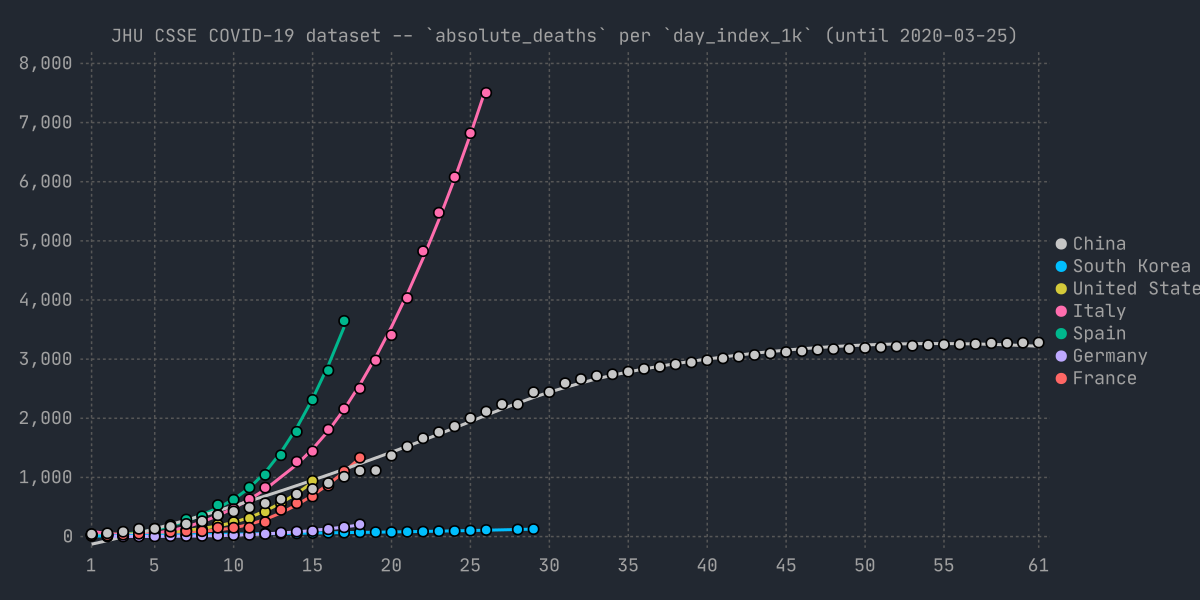 JHU CSSE COVID-19 dataset -- `absolute_deaths` per `day_index_1k` (until 2020-03-25)
8,000
7,000
6,000
5,000
4,000
3,000
2,000
1,000
0
1 5 10 15 20 25 30 35 40 45 50 55 61
China
South Korea
United State
Italy
Spain
Germany
France